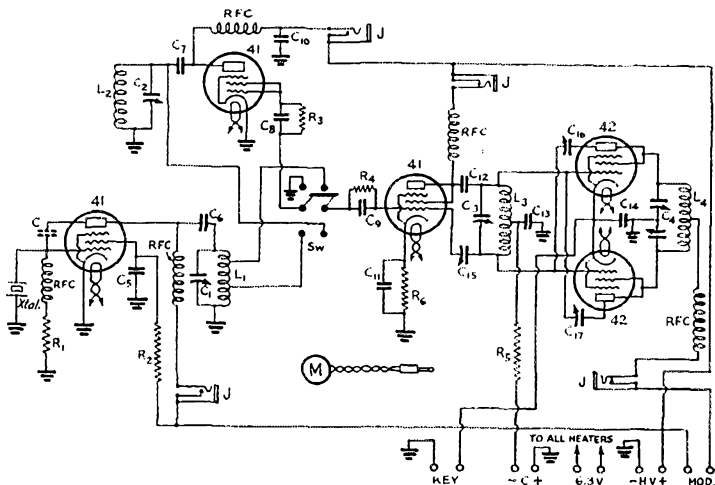 RFC
C7
C10
J
41
L2
C2
C8
R3
J
RFC
C16
42
41
R4
C12
L3
C13
C14
C4
L4
C3
C9
Sw
C
41
C6
RFC
L1
C1
C5
Xtal.
RFC
R1
R2
C11
R6
C15
R5
C17
42
RFC
M
J
J
TO ALL HEATERS
KEY
- C +
6.3 V
- HV +
MOD.